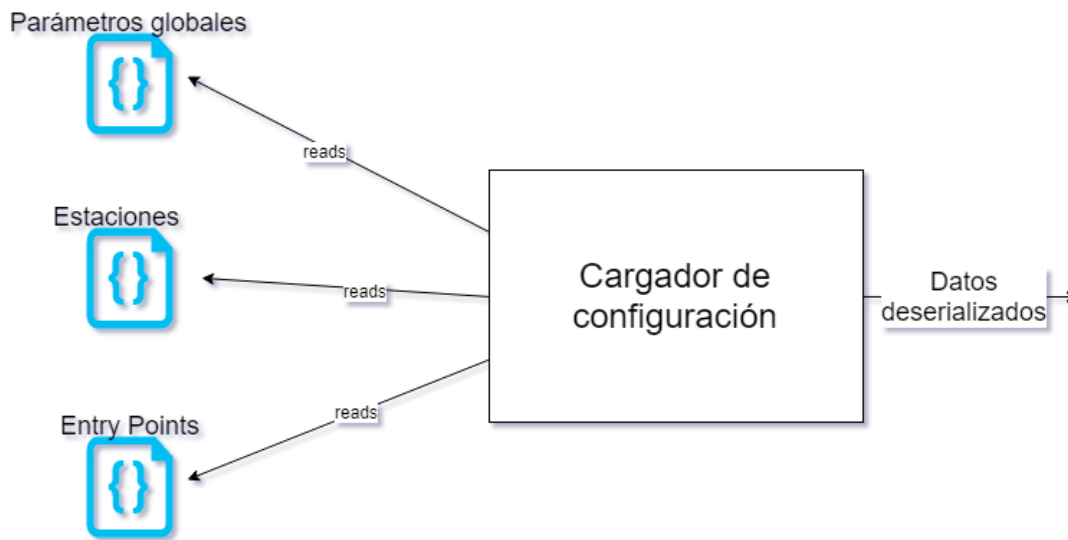 Parámetros globales
{}
reads
Estaciones
{}
reads
Entry Points
{}
reads
Cargador de
configuración
Datos
deserializados